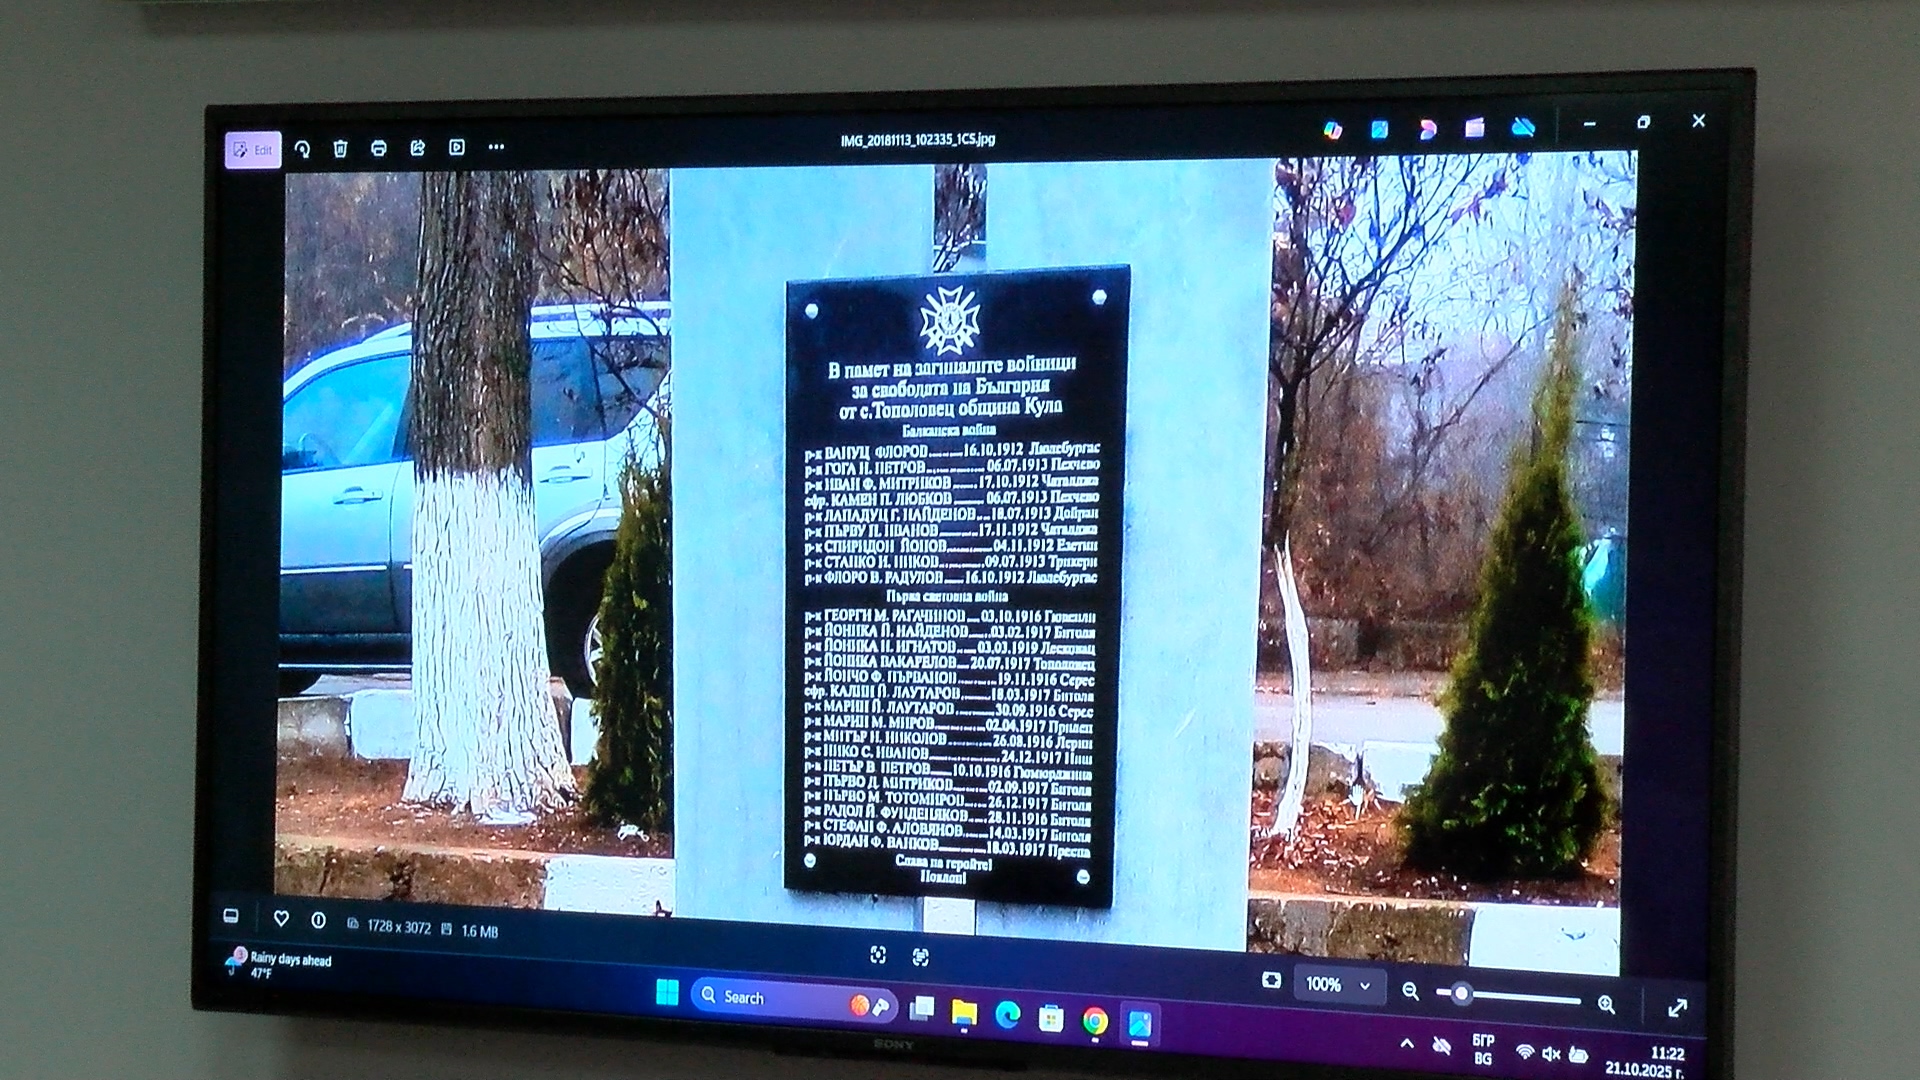 Edit
IMG_20181113_102335_1CS.jpg
В памет на загиналите войници
за свободата на България
от с.Тополовец община Кула
Балканска война
р-к ВАНУЦ ФЛОРОВ......16.10.1912 Люлебургас
р-к ГОГА Н. ПЕТРОВ......06.07.1913 Пехчево
р-к ИВАН Ф. МИТРИКОВ......17.10.1912 Чаталджа
ефр. КАМЕН П. ЛЮБКОВ......06.07.1913 Пехчево
р-к ЛАПАДУЦ Г. НАЙДЕНОВ...18.07.1913 Дойран
р-к ПЪРВУ П. ИВАНОВ......17.11.1912 Чаталджа
р-к СПИРИДОН ЙОНОВ......04.11.1912 Езетин
р-к СТАНКО И. НИКОВ......09.07.1913 Трикери
р-к ФЛОРО В. РАДУЛОВ......16.10.1912 Люлебургас
Първа световна война
р-к ГЕОРГИ М. РАГАЧИНОВ...03.10.1916 Гювезли
р-к ЙОНИКА Й. НАЙДЕНОВ......03.02.1917 Битоля
р-к ЙОНИКА Н. ИГНАТОВ......03.03.1919 Лесковац
р-к ЙОНИКА ВАКАРЕЛОВ...20.07.1917 Тополовец
р-к ЙОНЧО Ф. ПЪРВАНОВ......19.11.1916 Серес
ефр. КАЛИН Й. ЛАУТАРОВ......18.03.1917 Битоля
р-к МАРИН Й. ЛАУТАРОВ......30.09.1916 Серес
р-к МАРИН М. МИРОВ......02.04.1917 Прилеп
р-к МИТЪР Н. НИКОЛОВ......26.08.1916 Лерин
р-к НИКО С. ИВАНОВ......24.12.1917 Ниш
р-к ПЕТЪР В. ПЕТРОВ......10.10.1916 Гюмюрджина
р-к ПЪРВО Д. МИТРИКОВ......02.09.1917 Битоля
р-к ПЪРВО М. ТОТОМИРОВ......26.12.1917 Битоля
р-к РАДОЛ Й. ФУНДЕНЯКОВ......28.11.1916 Битоля
р-к СТЕФАН Ф. АЛОВЯНОВ......14.03.1917 Битоля
р-к ЮРДАН Ф. ВАНКОВ......18.03.1917 Преспа
Слава на героите!
Поклон!
1728 x 3072 1.6 MB
100%
Rainy days ahead
47°F
Search
БГР
BG
11:22
21.10.2025 г.
SONY